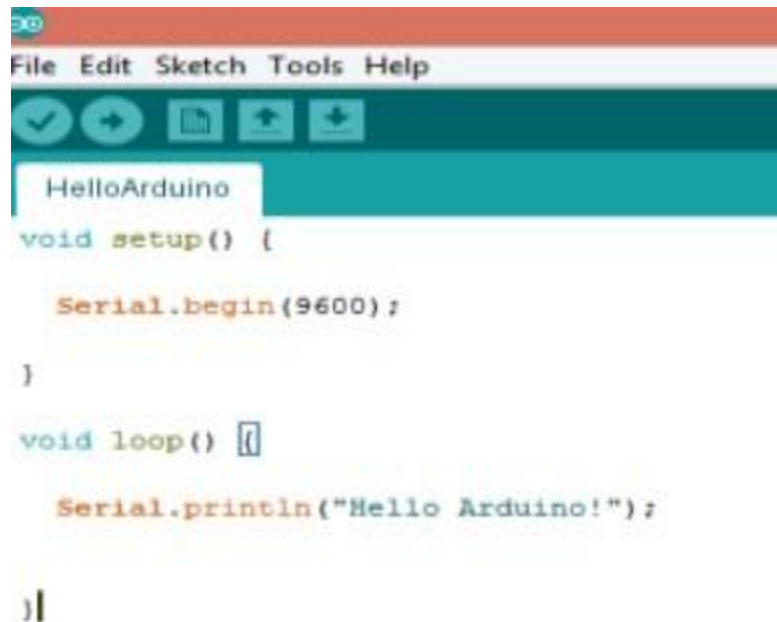 File Edit Sketch Tools Help
HelloArduino
void setup() {
Serial.begin(9600);
}
void loop() {
Serial.println("Hello Arduino!");
}